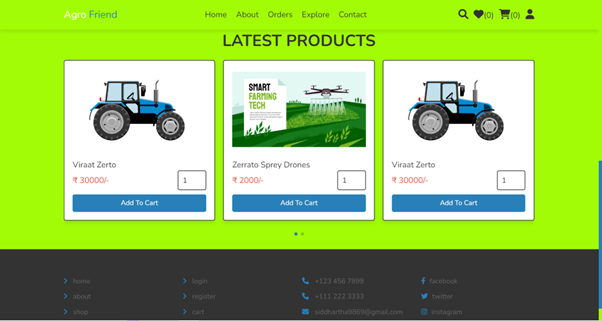 Agro Friend Home About Orders Explore Contact (0) (0)
LATEST PRODUCTS
SMART
FARMING
TECH
Viraat Zerto
₹ 30000/- 1
Add To Cart
Zerrato Sprey Drones
₹ 2000/- 1
Add To Cart
Viraat Zerto
₹ 30000/- 1
Add To Cart
home
about
shop
login
register
cart
+123 456 7899
+111 222 3333
siddhartha9869@gmail.com
facebook
twitter
instagram